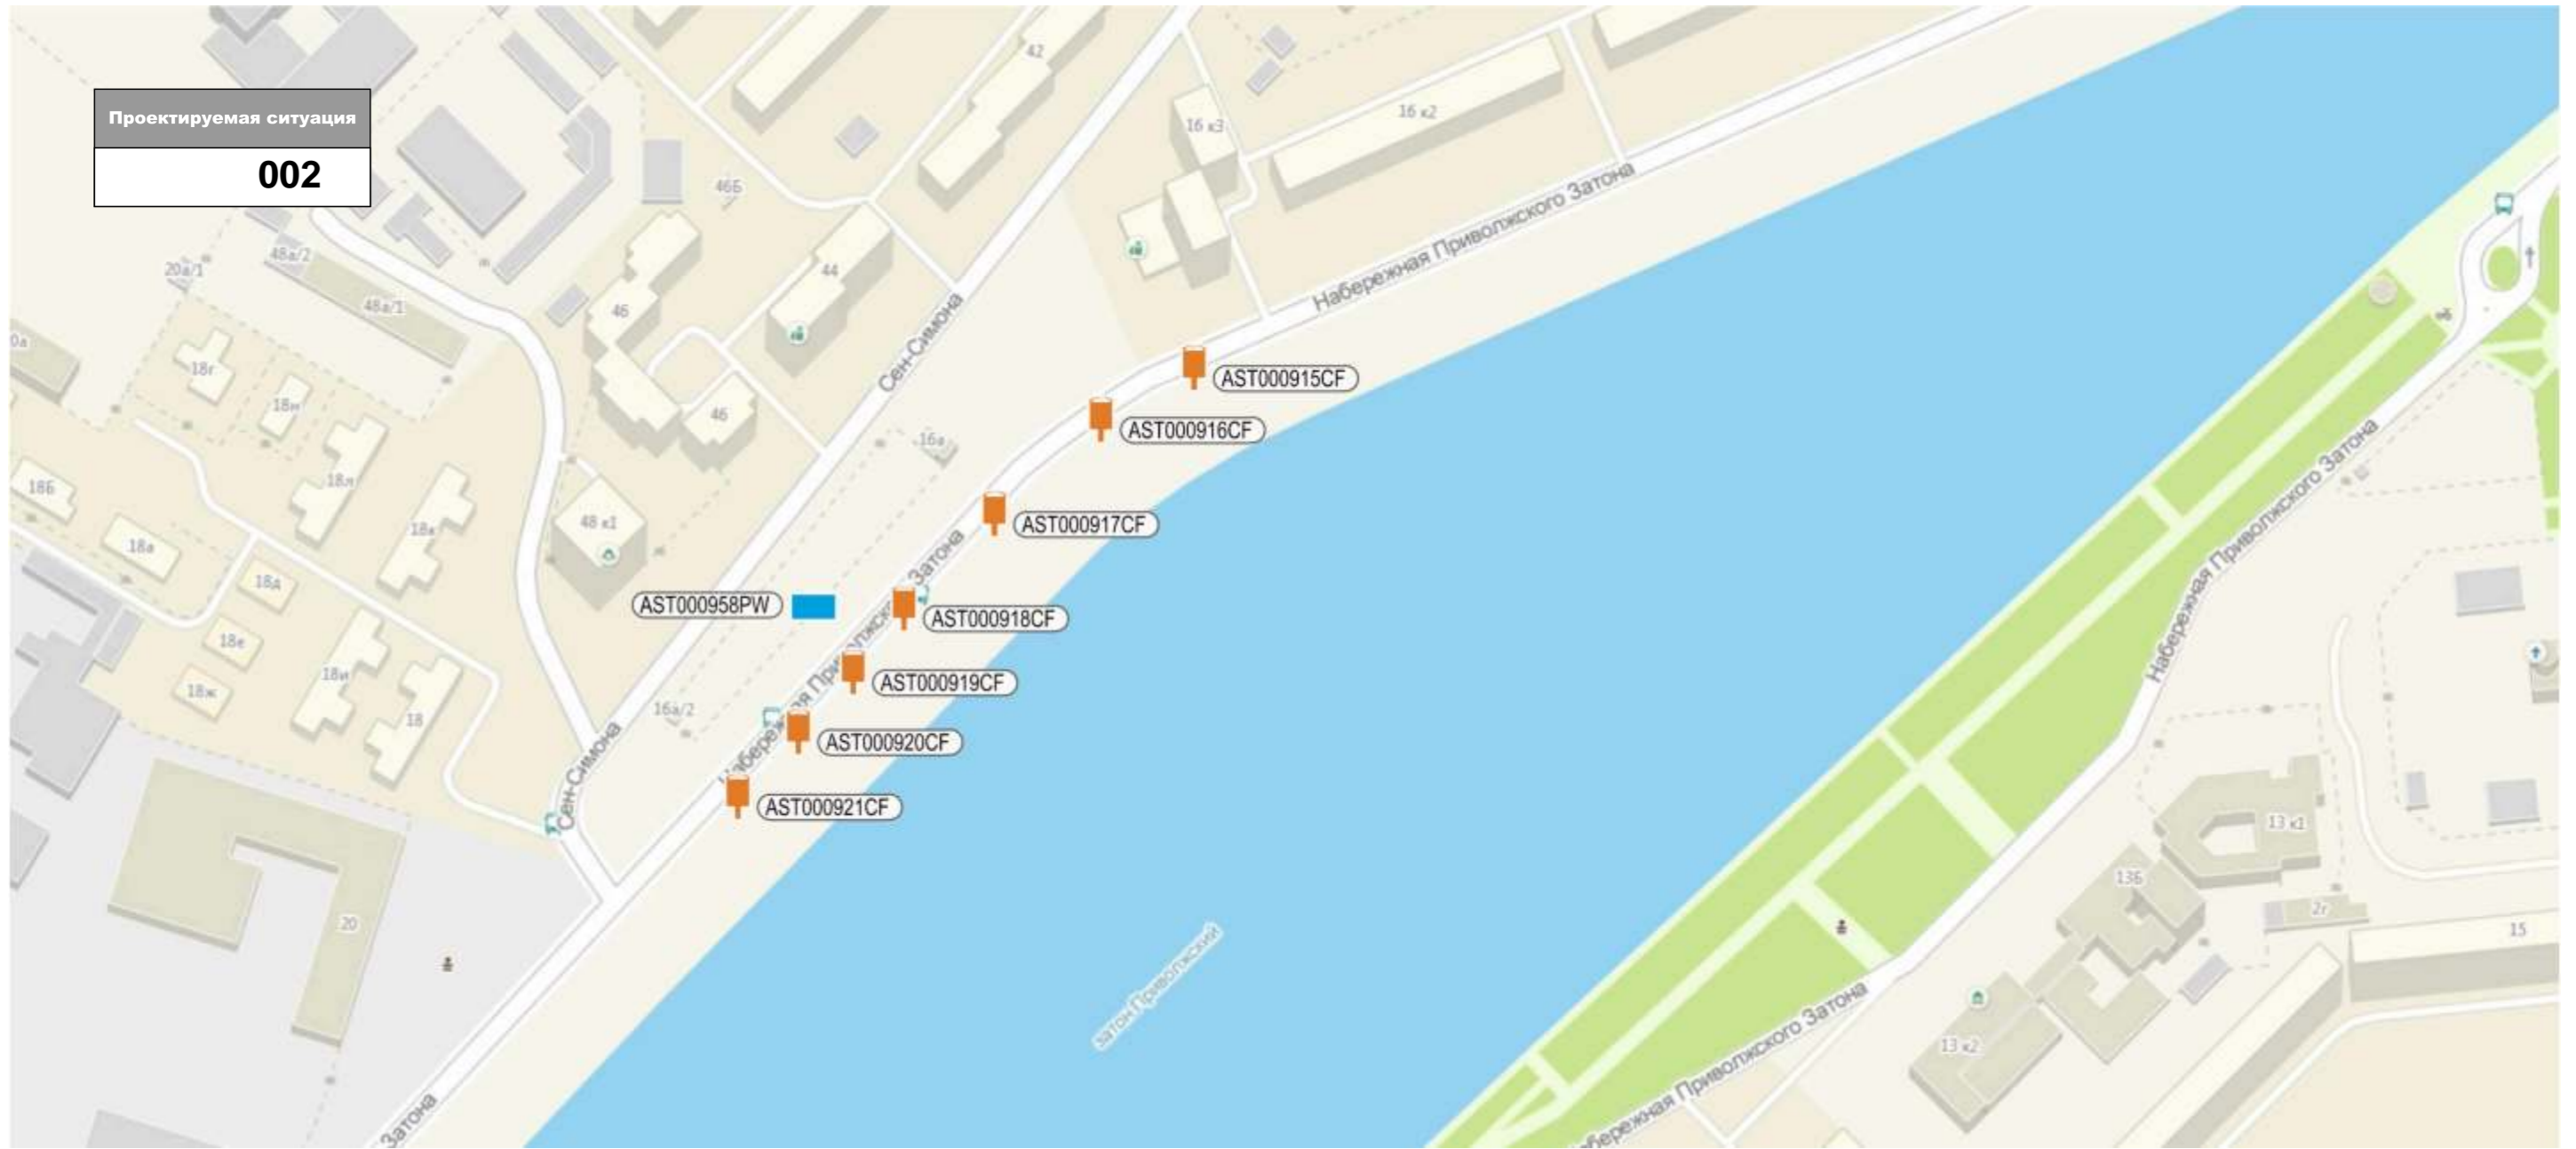 Проектируемая ситуация
002
42
16 к3
16 к2
46Б
Набережная Приволжского Затона
20а/1
48а/2
48а/1
44
46
Сен-Симона
18г
18н
46
AST000915CF
AST000916CF
16а
Набережная Приволжского Затона
18Б
18л
18к
18а
48 к1
AST000917CF
18д
AST000958PW
AST000918CF
18е
18и
18ж
18
AST000919CF
16а/2
AST000920CF
Сен-Симона
AST000921CF
13 к1
13Б
2г
15
20
затон Приволжский
13 к2
Набережная Приволжского Затона
Затона